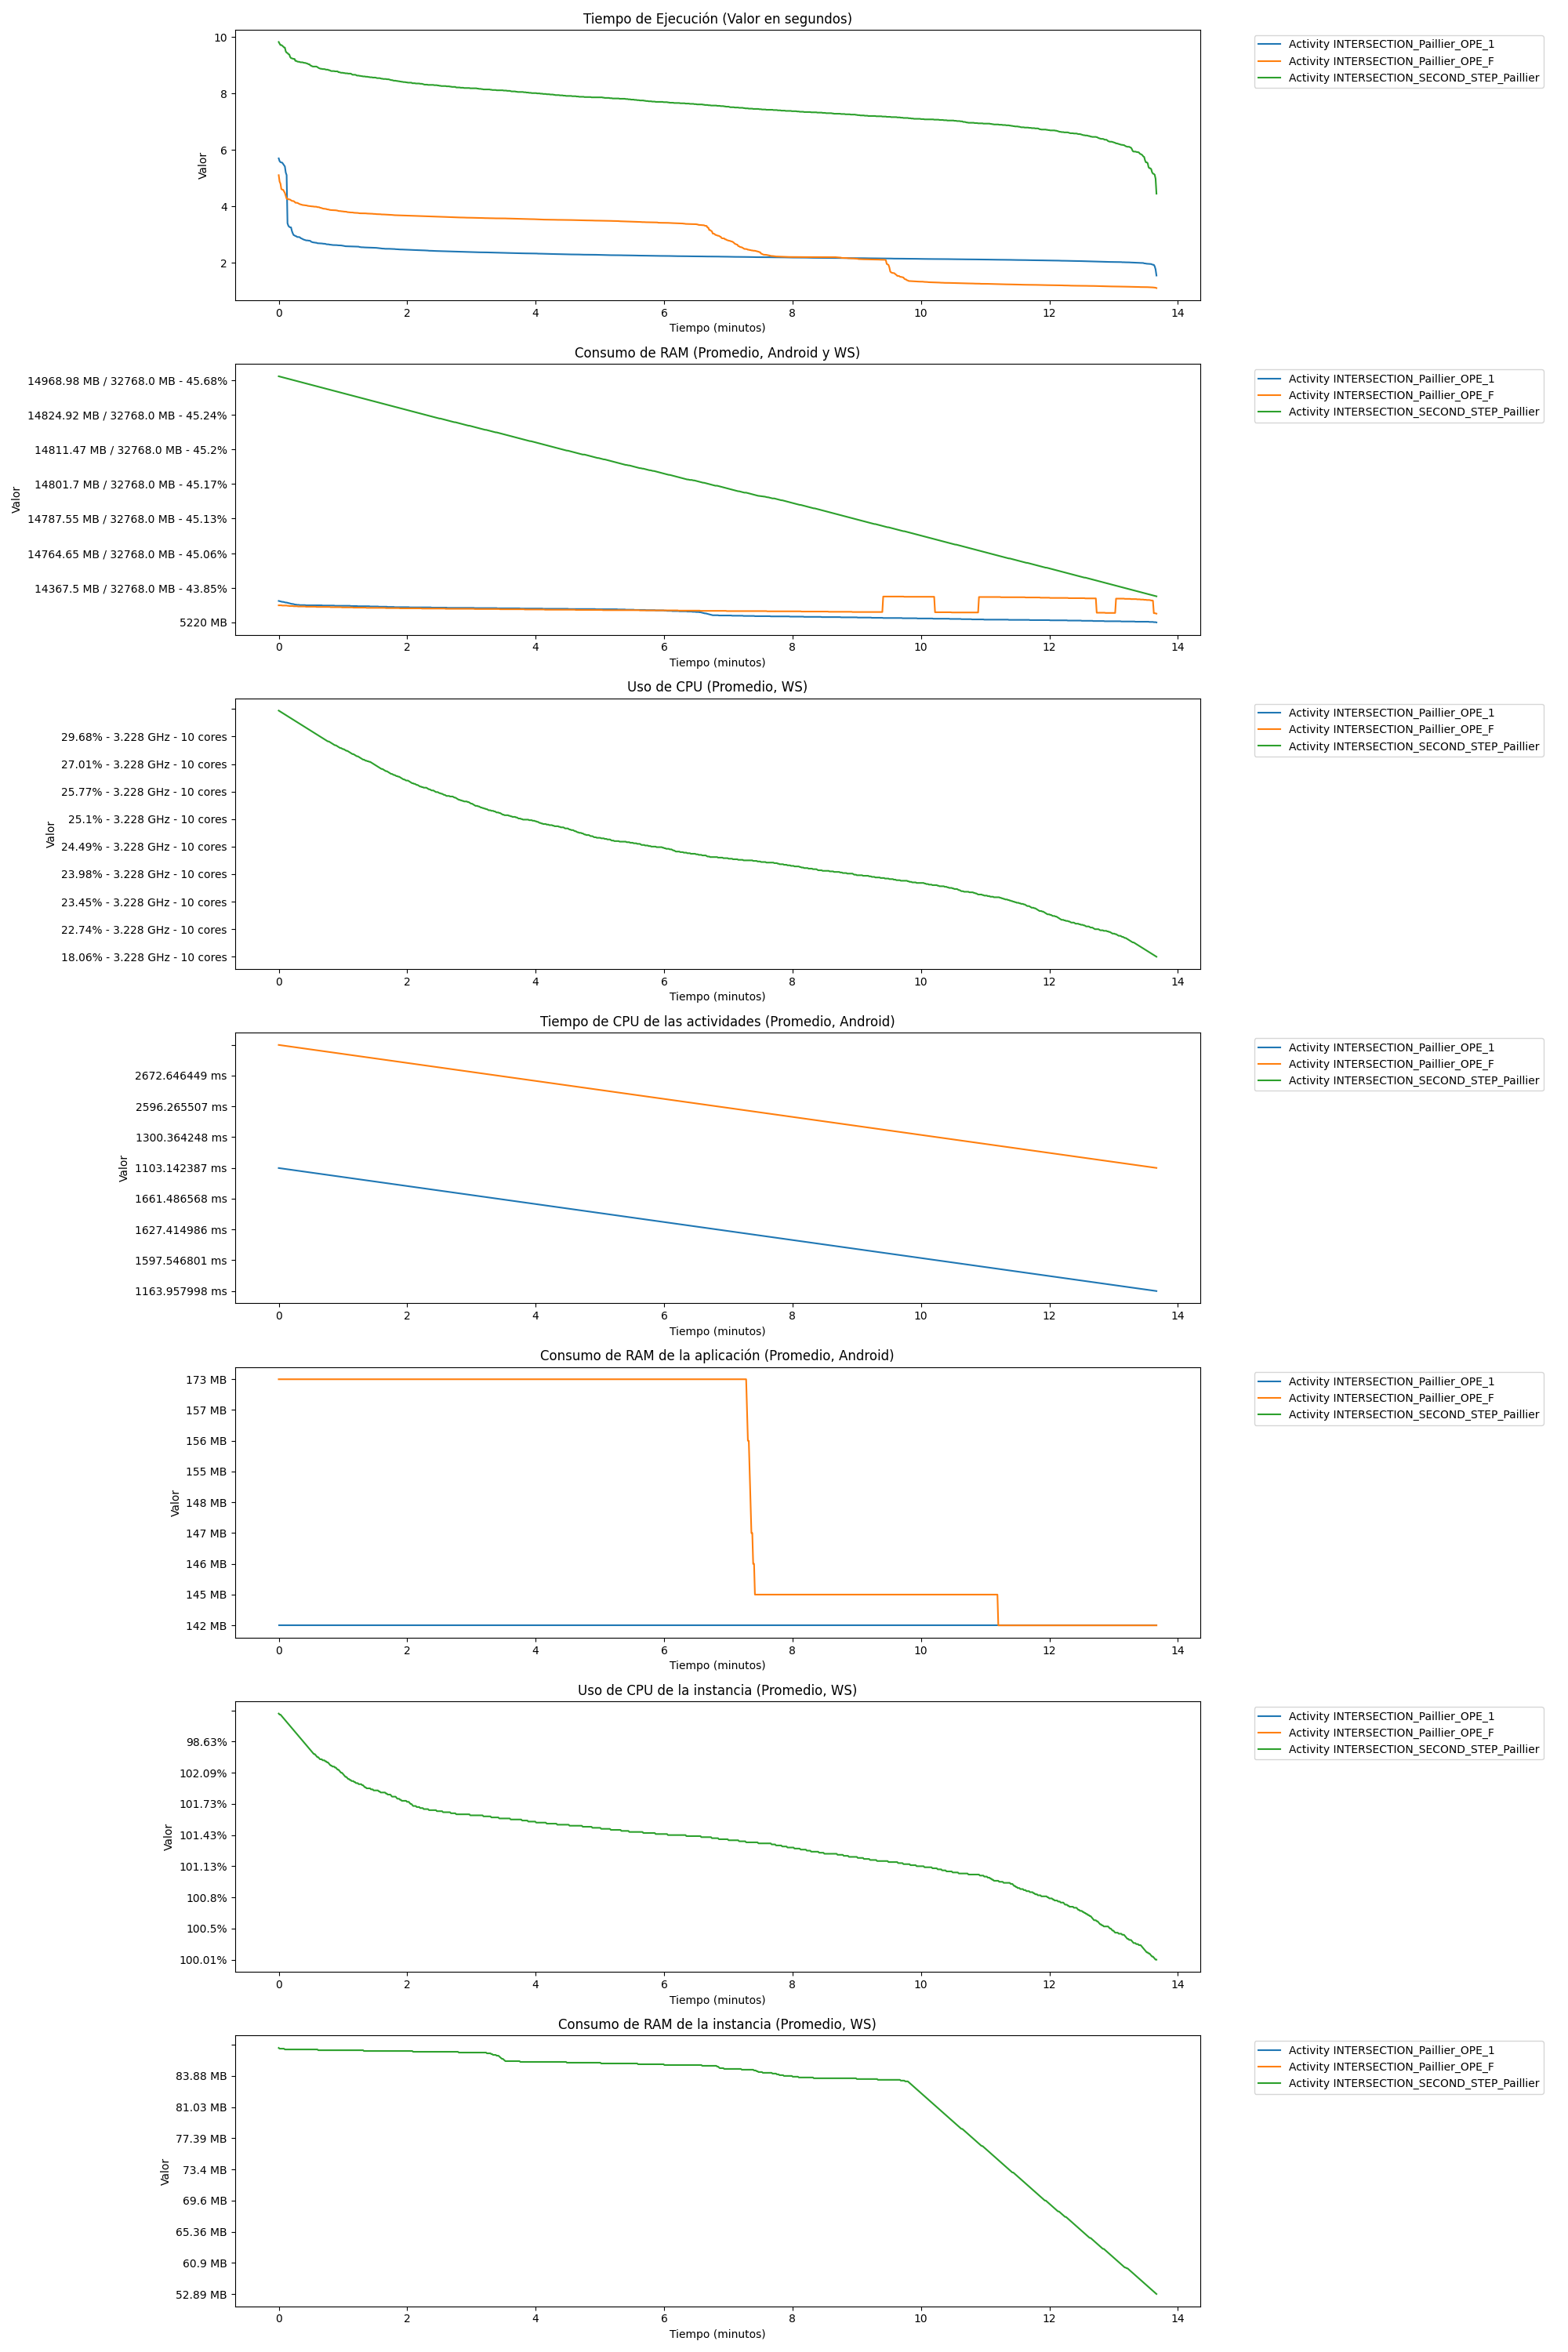 Tiempo de Ejecución (Valor en segundos)
10
8
6
4
2
Valor
0 2 4 6 8 10 12 14
Tiempo (minutos)
Activity INTERSECTION_Paillier_OPE_1
Activity INTERSECTION_Paillier_OPE_F
Activity INTERSECTION_SECOND_STEP_Paillier
Consumo de RAM (Promedio, Android y WS)
14968.98 MB / 32768.0 MB - 45.68%
14824.92 MB / 32768.0 MB - 45.24%
14811.47 MB / 32768.0 MB - 45.2%
14801.7 MB / 32768.0 MB - 45.17%
14787.55 MB / 32768.0 MB - 45.13%
14764.65 MB / 32768.0 MB - 45.06%
14367.5 MB / 32768.0 MB - 43.85%
5220 MB
Valor
0 2 4 6 8 10 12 14
Tiempo (minutos)
Activity INTERSECTION_Paillier_OPE_1
Activity INTERSECTION_Paillier_OPE_F
Activity INTERSECTION_SECOND_STEP_Paillier
Uso de CPU (Promedio, WS)
29.68% - 3.228 GHz - 10 cores
27.01% - 3.228 GHz - 10 cores
25.77% - 3.228 GHz - 10 cores
25.1% - 3.228 GHz - 10 cores
24.49% - 3.228 GHz - 10 cores
23.98% - 3.228 GHz - 10 cores
23.45% - 3.228 GHz - 10 cores
22.74% - 3.228 GHz - 10 cores
18.06% - 3.228 GHz - 10 cores
Valor
0 2 4 6 8 10 12 14
Tiempo (minutos)
Activity INTERSECTION_Paillier_OPE_1
Activity INTERSECTION_Paillier_OPE_F
Activity INTERSECTION_SECOND_STEP_Paillier
Tiempo de CPU de las actividades (Promedio, Android)
2672.646449 ms
2596.265507 ms
1300.364248 ms
1103.142387 ms
1661.486568 ms
1627.414986 ms
1597.546801 ms
1163.957998 ms
Valor
0 2 4 6 8 10 12 14
Tiempo (minutos)
Activity INTERSECTION_Paillier_OPE_1
Activity INTERSECTION_Paillier_OPE_F
Activity INTERSECTION_SECOND_STEP_Paillier
Consumo de RAM de la aplicación (Promedio, Android)
173 MB
157 MB
156 MB
155 MB
148 MB
147 MB
146 MB
145 MB
142 MB
Valor
0 2 4 6 8 10 12 14
Tiempo (minutos)
Activity INTERSECTION_Paillier_OPE_1
Activity INTERSECTION_Paillier_OPE_F
Activity INTERSECTION_SECOND_STEP_Paillier
Uso de CPU de la instancia (Promedio, WS)
98.63%
102.09%
101.73%
101.43%
101.13%
100.8%
100.5%
100.01%
Valor
0 2 4 6 8 10 12 14
Tiempo (minutos)
Activity INTERSECTION_Paillier_OPE_1
Activity INTERSECTION_Paillier_OPE_F
Activity INTERSECTION_SECOND_STEP_Paillier
Consumo de RAM de la instancia (Promedio, WS)
83.88 MB
81.03 MB
77.39 MB
73.4 MB
69.6 MB
65.36 MB
60.9 MB
52.89 MB
Valor
0 2 4 6 8 10 12 14
Tiempo (minutos)
Activity INTERSECTION_Paillier_OPE_1
Activity INTERSECTION_Paillier_OPE_F
Activity INTERSECTION_SECOND_STEP_Paillier